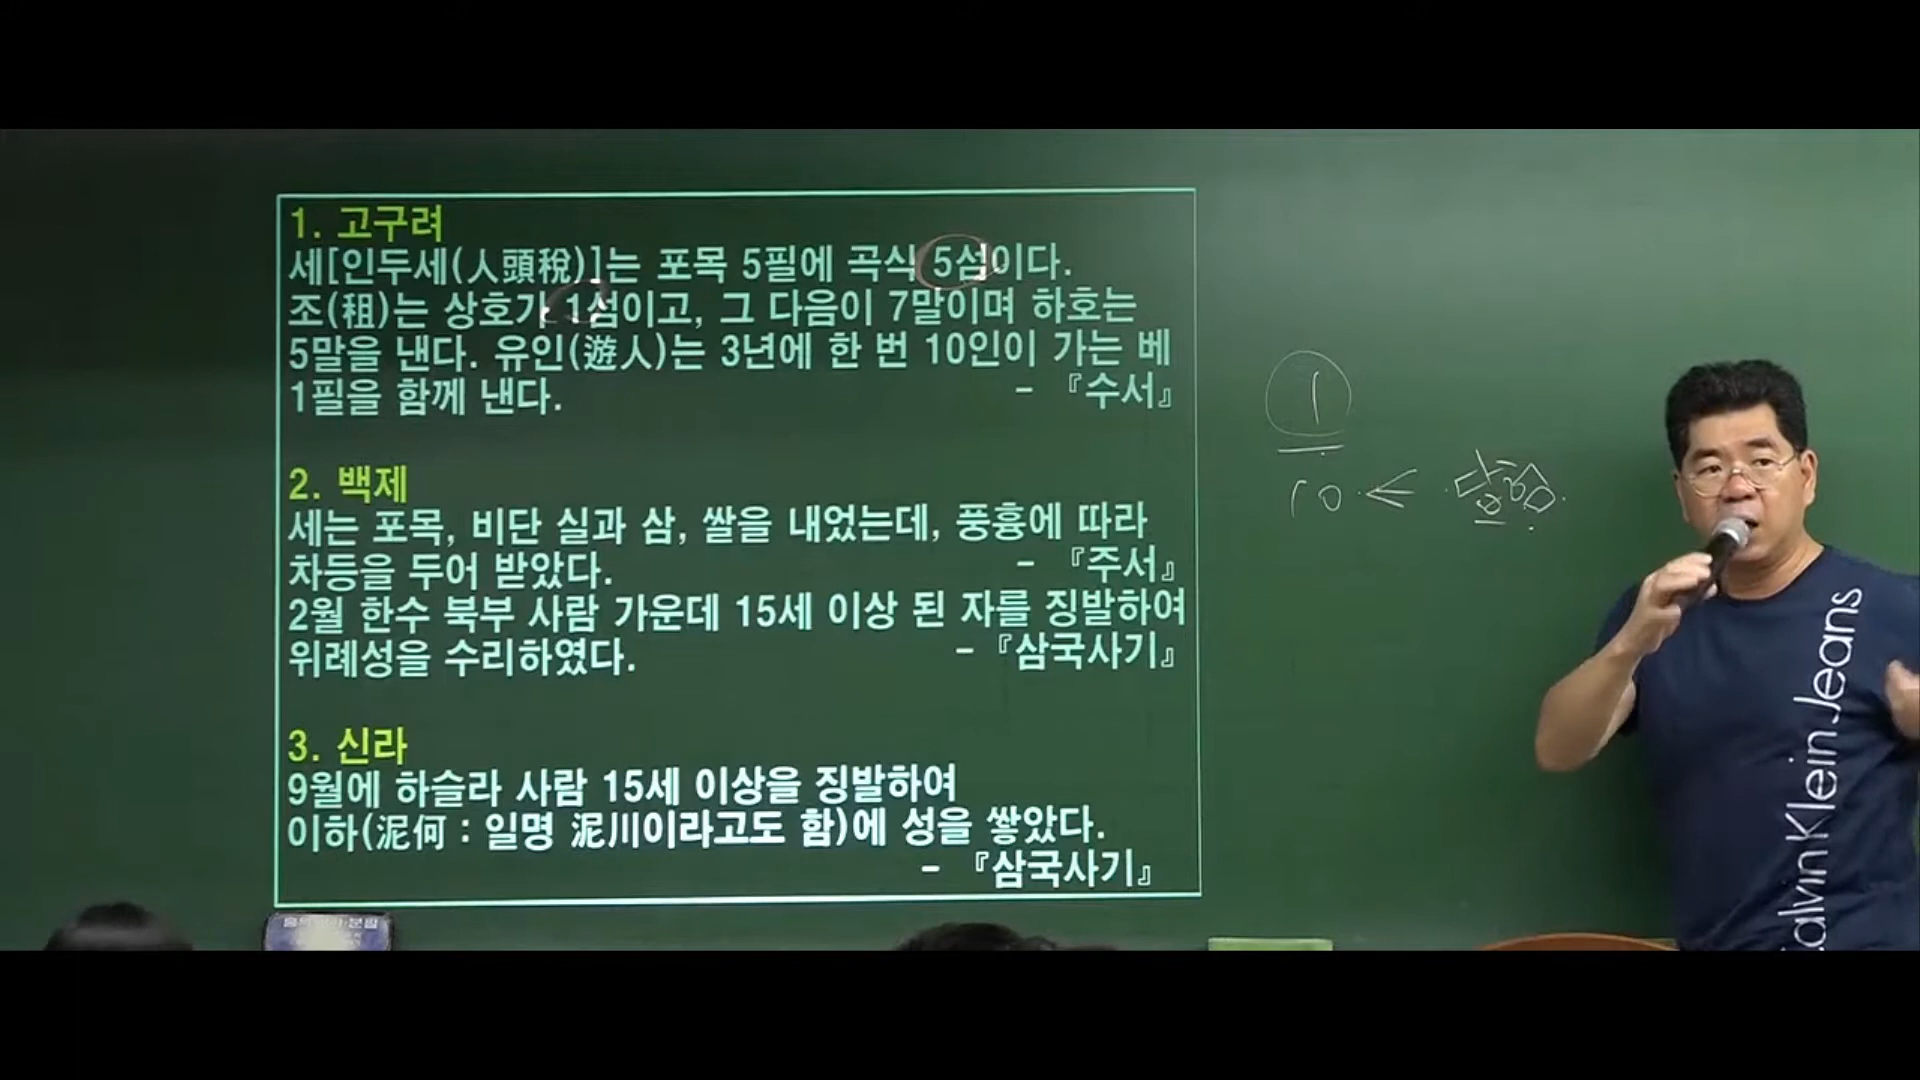 1. 고구려
세[인두세(人頭稅)]는 포목 5필에 곡식 5섬이다.
조(租)는 상호가 1섬이고, 그 다음이 7말이며 하호는
5말을 낸다. 유인(遊人)는 3년에 한 번 10인이 가는 베
1필을 함께 낸다. - 『수서』
2. 백제
세는 포목, 비단 실과 삼, 쌀을 내었는데, 풍흉에 따라
차등을 두어 받았다. - 『주서』
2월 한수 북부 사람 가운데 15세 이상 된 자를 징발하여
위례성을 수리하였다. -『삼국사기』
3. 신라
9월에 하슬라 사람 15세 이상을 징발하여
이하(泥何 : 일명 泥川이라고도 함)에 성을 쌓았다.
- 『삼국사기』
1
10 <
Calvin Klein Jeans